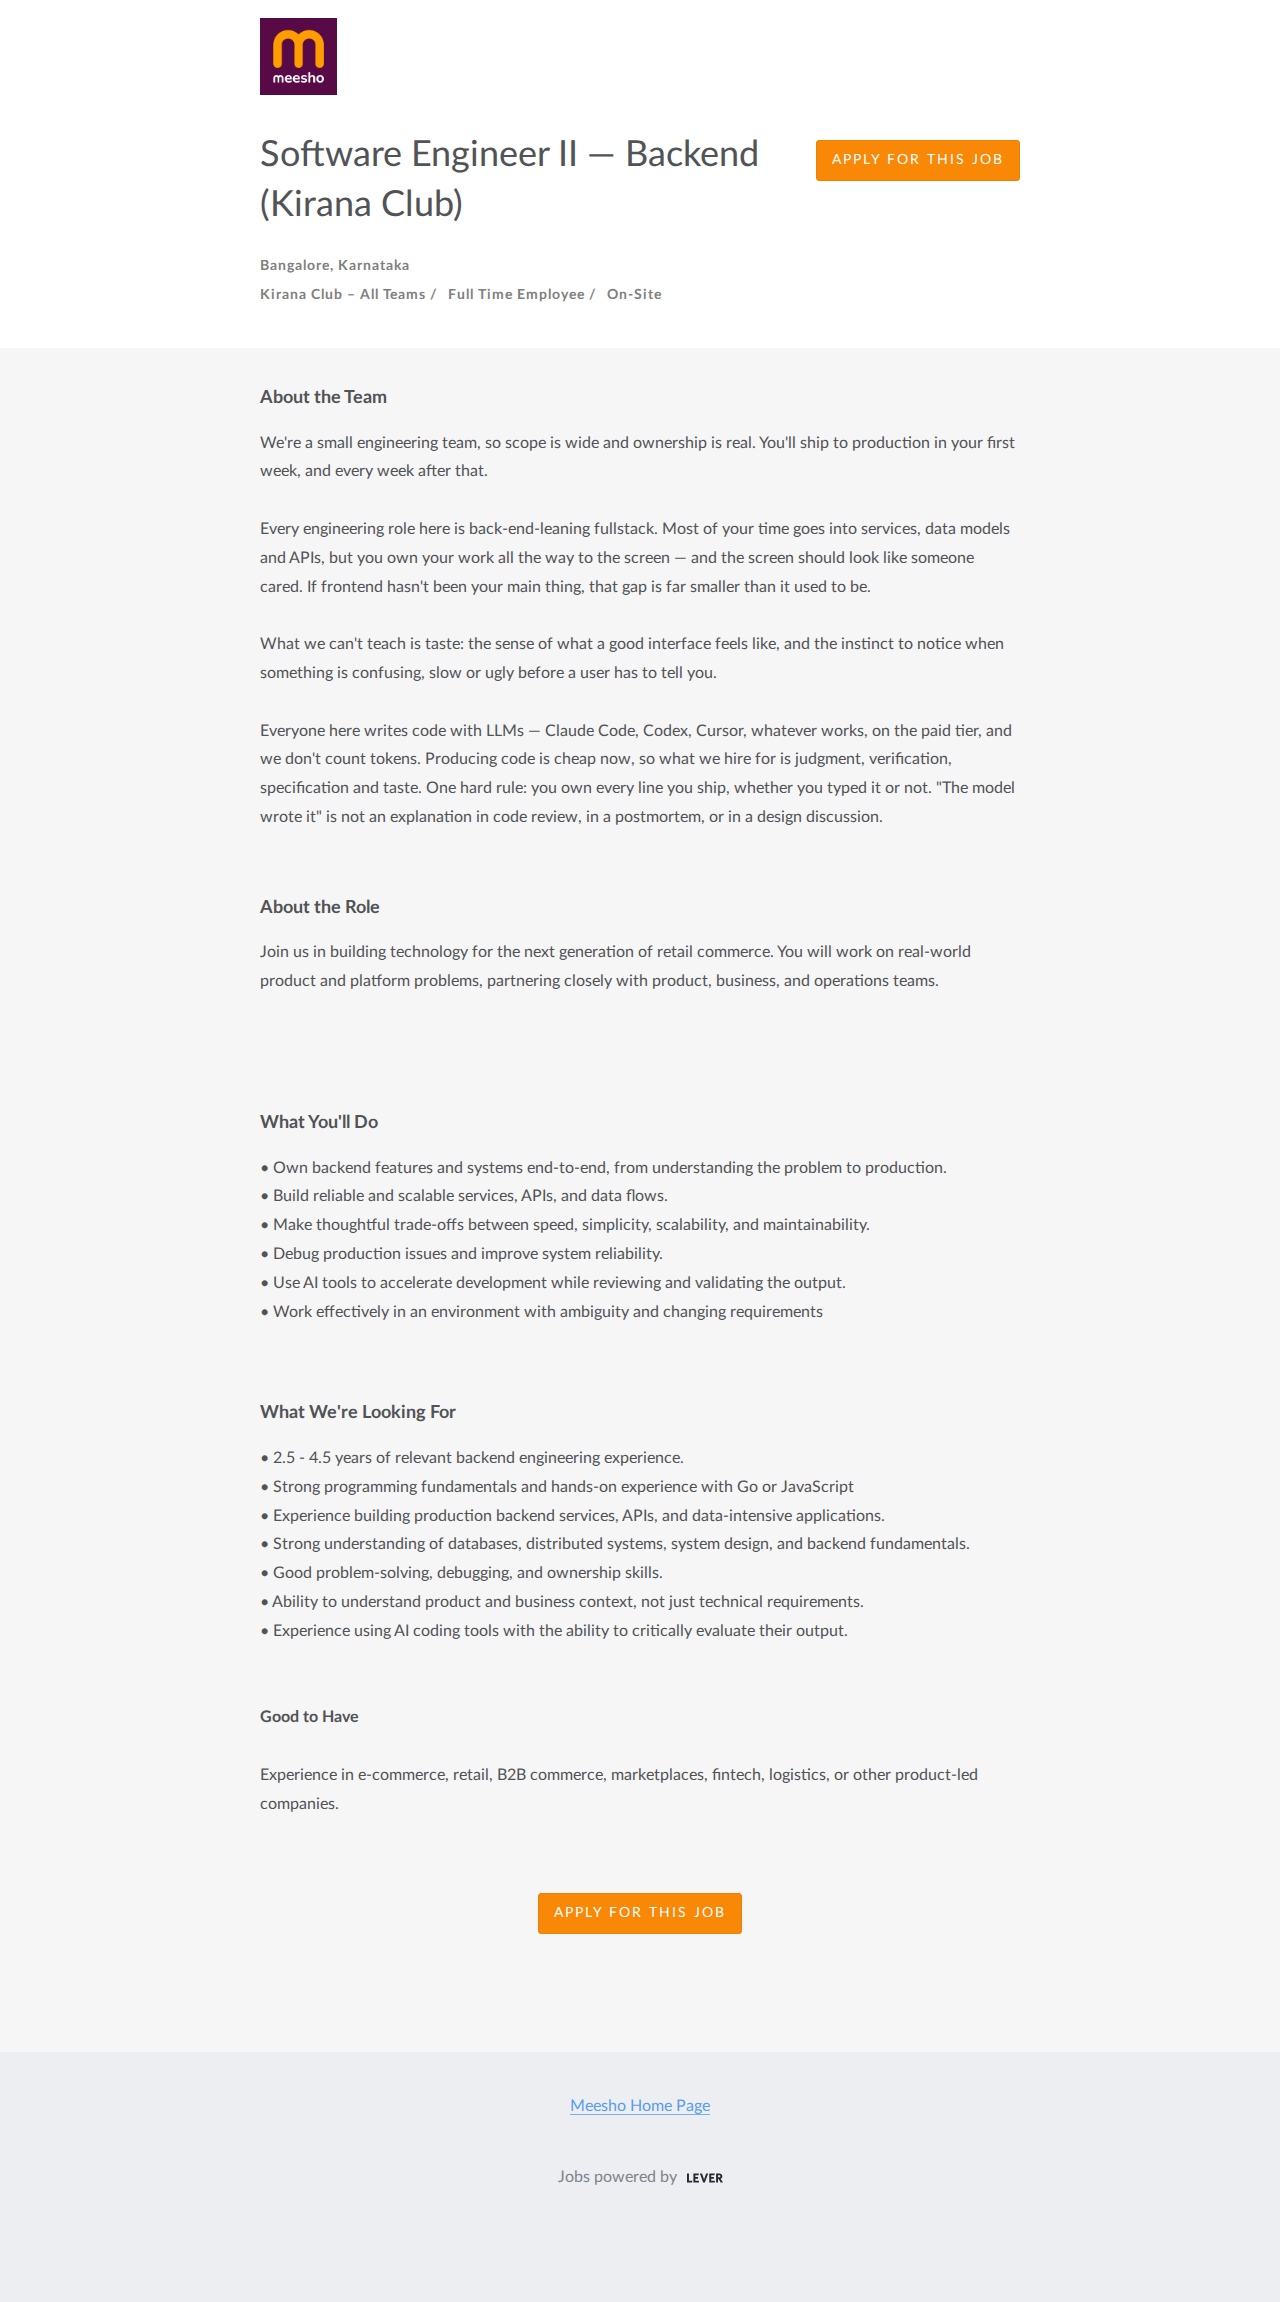 meesho
Software Engineer II — Backend
(Kirana Club)
APPLY FOR THIS JOB
Bangalore, Karnataka
Kirana Club – All Teams / Full Time Employee / On-Site
About the Team
We're a small engineering team, so scope is wide and ownership is real. You'll ship to production in your first
week, and every week after that.
Every engineering role here is back-end-leaning fullstack. Most of your time goes into services, data models
and APIs, but you own your work all the way to the screen — and the screen should look like someone
cared. If frontend hasn't been your main thing, that gap is far smaller than it used to be.
What we can't teach is taste: the sense of what a good interface feels like, and the instinct to notice when
something is confusing, slow or ugly before a user has to tell you.
Everyone here writes code with LLMs — Claude Code, Codex, Cursor, whatever works, on the paid tier, and
we don't count tokens. Producing code is cheap now, so what we hire for is judgment, verification,
specification and taste. One hard rule: you own every line you ship, whether you typed it or not. "The model
wrote it" is not an explanation in code review, in a postmortem, or in a design discussion.
About the Role
Join us in building technology for the next generation of retail commerce. You will work on real-world
product and platform problems, partnering closely with product, business, and operations teams.
What You'll Do
• Own backend features and systems end-to-end, from understanding the problem to production.
• Build reliable and scalable services, APIs, and data flows.
• Make thoughtful trade-offs between speed, simplicity, scalability, and maintainability.
• Debug production issues and improve system reliability.
• Use AI tools to accelerate development while reviewing and validating the output.
• Work effectively in an environment with ambiguity and changing requirements
What We're Looking For
• 2.5 - 4.5 years of relevant backend engineering experience.
• Strong programming fundamentals and hands-on experience with Go or JavaScript
• Experience building production backend services, APIs, and data-intensive applications.
• Strong understanding of databases, distributed systems, system design, and backend fundamentals.
• Good problem-solving, debugging, and ownership skills.
• Ability to understand product and business context, not just technical requirements.
• Experience using AI coding tools with the ability to critically evaluate their output.
Good to Have
Experience in e-commerce, retail, B2B commerce, marketplaces, fintech, logistics, or other product-led
companies.
APPLY FOR THIS JOB
Meesho Home Page
Jobs powered by LEVER